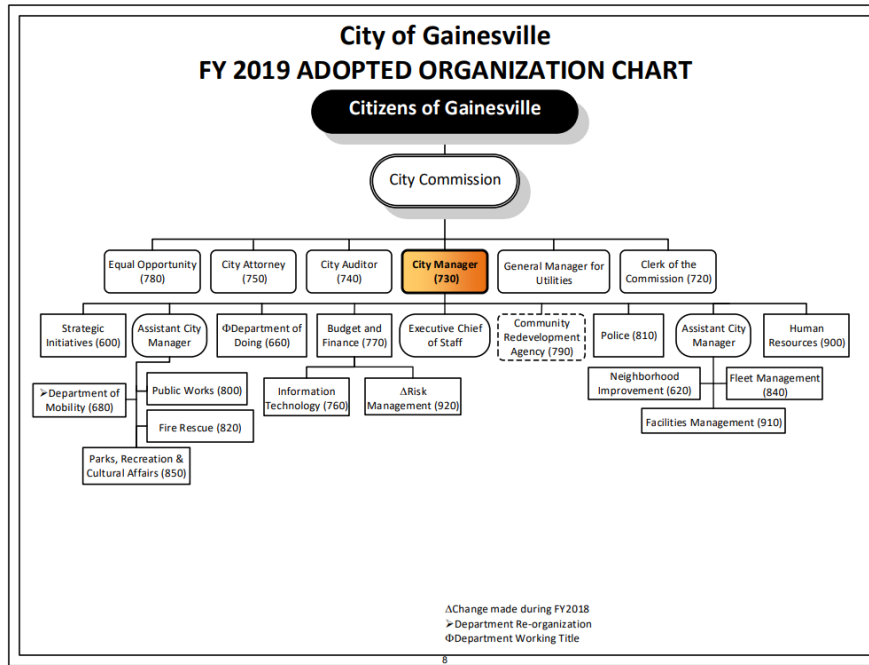 City of Gainesville
FY 2019 ADOPTED ORGANIZATION CHART
Citizens of Gainesville
City Commission
Equal Opportunity
(780)
City Attorney
(750)
City Auditor
(740)
City Manager
(730)
General Manager for
Utilities
Clerk of the
Commission (720)
Strategic
Initiatives (600)
Assistant City
Manager
ΦDepartment of
Doing (660)
Budget and
Finance (770)
Executive Chief
of Staff
Community
Redevelopment
Agency (790)
Police (810)
Assistant City
Manager
Human
Resources (900)
➢Department of
Mobility (680)
Public Works (800)
Fire Rescue (820)
Parks, Recreation &
Cultural Affairs (850)
Information
Technology (760)
ΔRisk
Management (920)
Neighborhood
Improvement (620)
Fleet Management
(840)
Facilities Management (910)
ΔChange made during FY2018
➢Department Re-organization
ΦDepartment Working Title
8